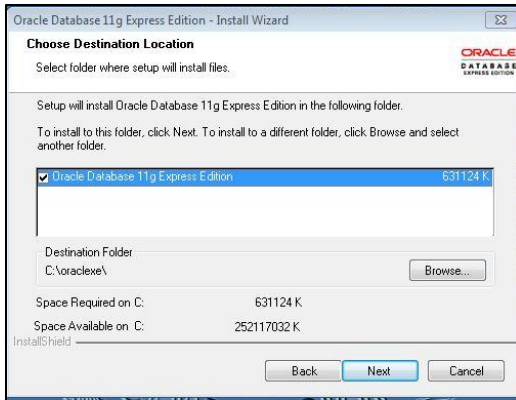 Oracle Database 11g Express Edition - Install Wizard
Choose Destination Location
Select folder where setup will install files.
ORACLE
DATABASE
EXPRESS EDITION
Setup will install Oracle Database 11g Express Edition in the following folder.
To install to this folder, click Next. To install to a different folder, click Browse and select
another folder.
Oracle Database 11g Express Edition 631124 K
Destination Folder
C:\oraclexe\
Browse...
Space Required on C: 631124 K
Space Available on C: 252117032 K
InstallShield
Back Next Cancel